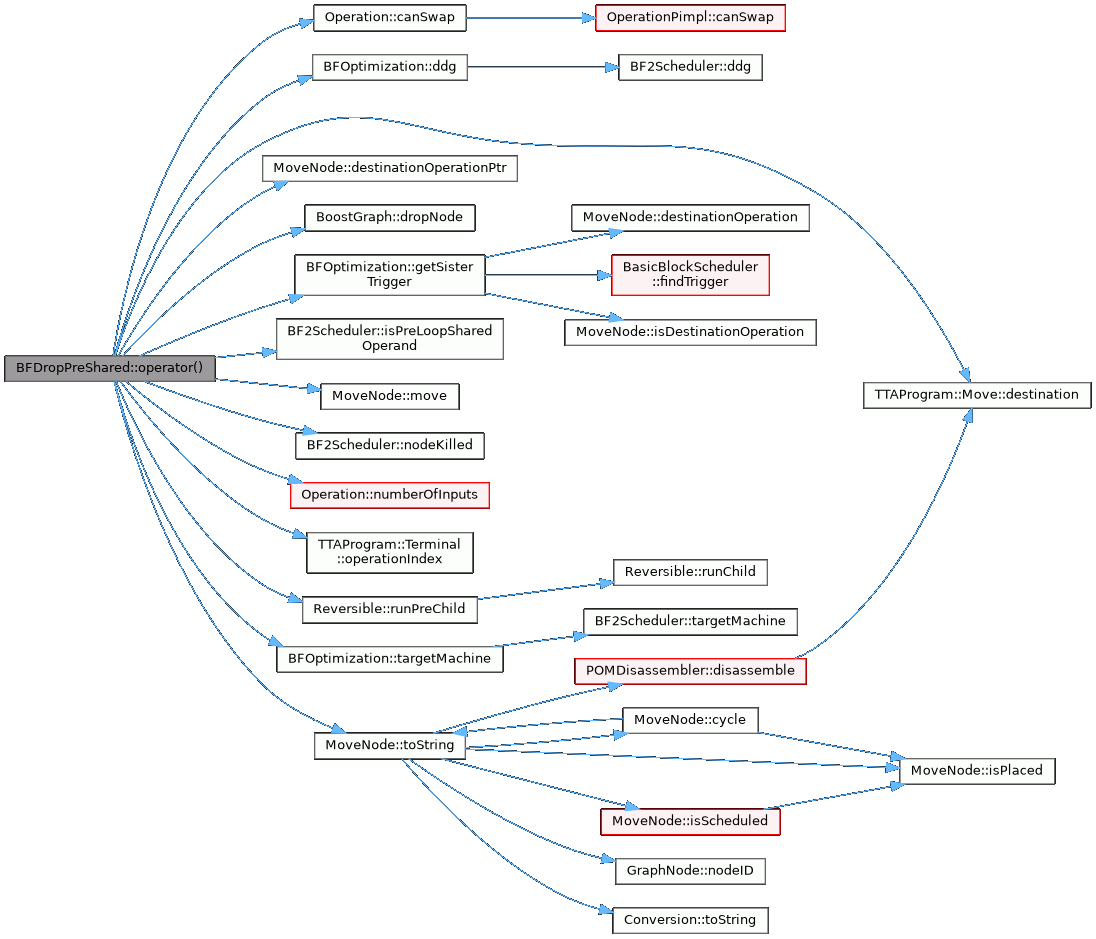 Operation::canSwap
OperationPimpl::canSwap
BFOptimization::ddg
BF2Scheduler::ddg
MoveNode::destinationOperationPtr
BoostGraph::dropNode
MoveNode::destinationOperation
BFOptimization::getSister
Trigger
BasicBlockScheduler
::findTrigger
BF2Scheduler::isPreLoopShared
Operand
MoveNode::isDestinationOperation
BFDropPreShared::operator()
MoveNode::move
TTAProgram::Move::destination
BF2Scheduler::nodeKilled
Operation::numberOfInputs
TTAProgram::Terminal
::operationIndex
Reversible::runChild
Reversible::runPreChild
BF2Scheduler::targetMachine
BFOptimization::targetMachine
POMDisassembler::disassemble
MoveNode::cycle
MoveNode::toString
MoveNode::isPlaced
MoveNode::isScheduled
GraphNode::nodeID
Conversion::toString